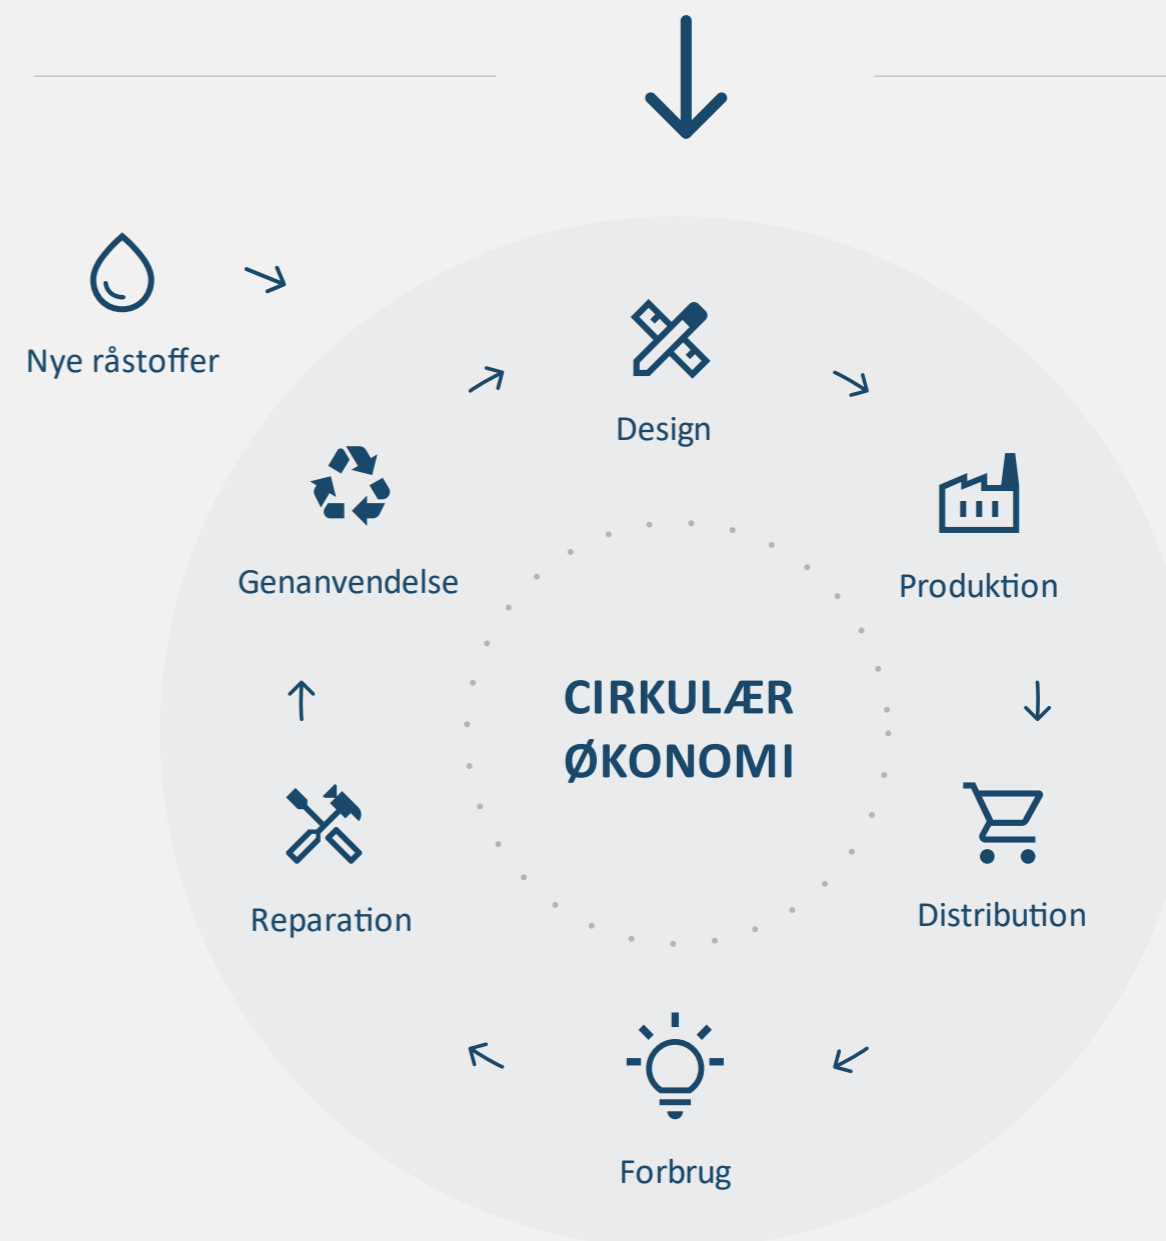 Nye råstoffer
Design
Genanvendelse
Produktion
CIRKULÆR
ØKONOMI
Reparation
Distribution
Forbrug